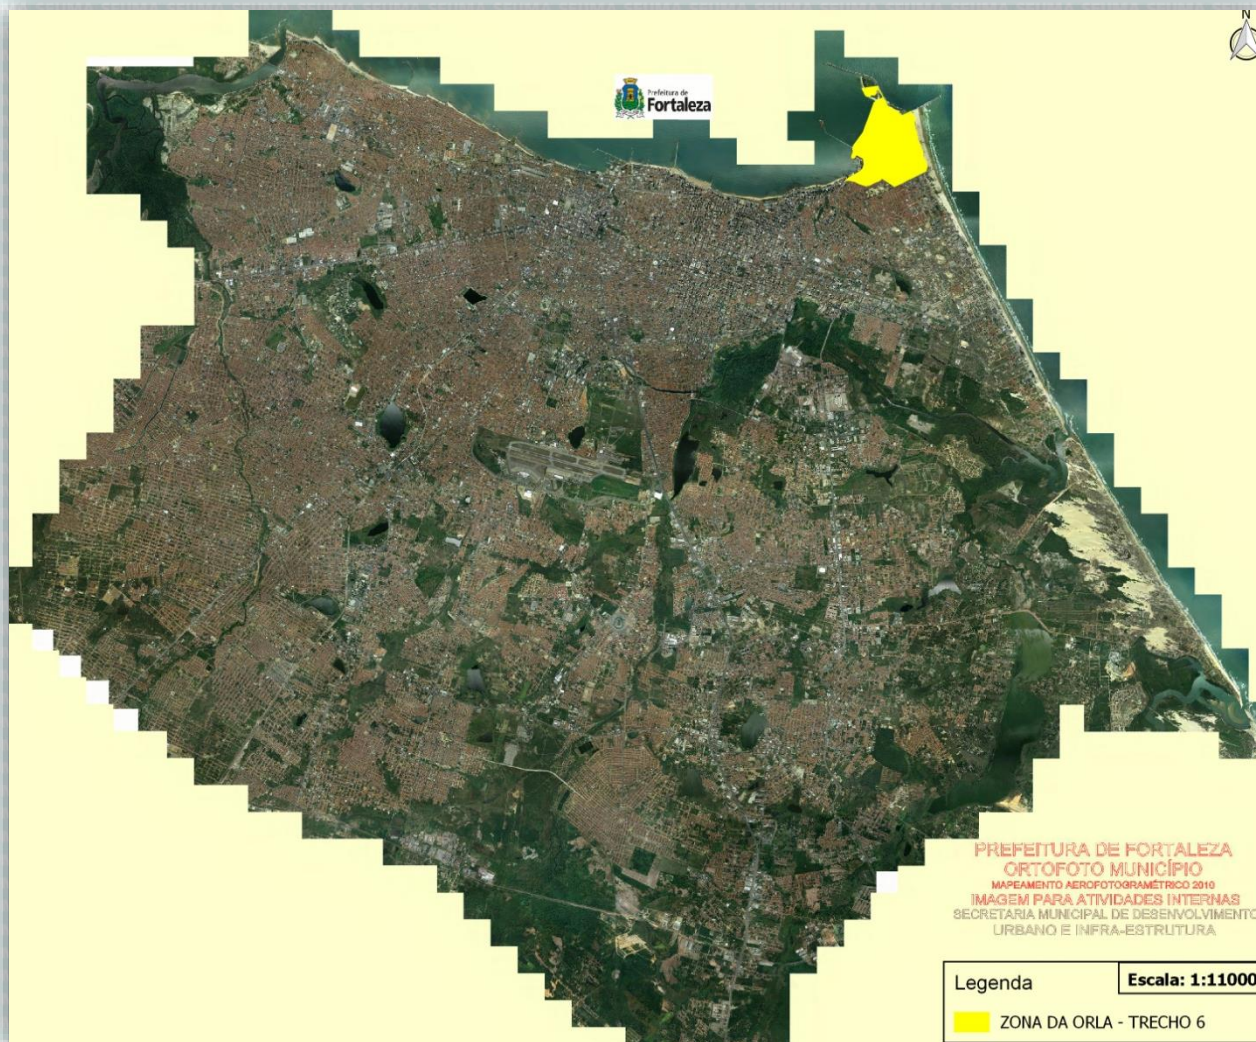 N
Prefeitura de
Fortaleza
PREFEITURA DE FORTALEZA
ORTOFOTO MUNICÍPIO
MAPEAMENTO AEROFOTOGRAMÉTRICO 2010
IMAGEM PARA ATIVIDADES INTERNAS
SECRETARIA MUNICIPAL DE DESENVOLVIMENTO
URBANO E INFRA-ESTRUTURA
Legenda
Escala: 1:11000
ZONA DA ORLA - TRECHO 6